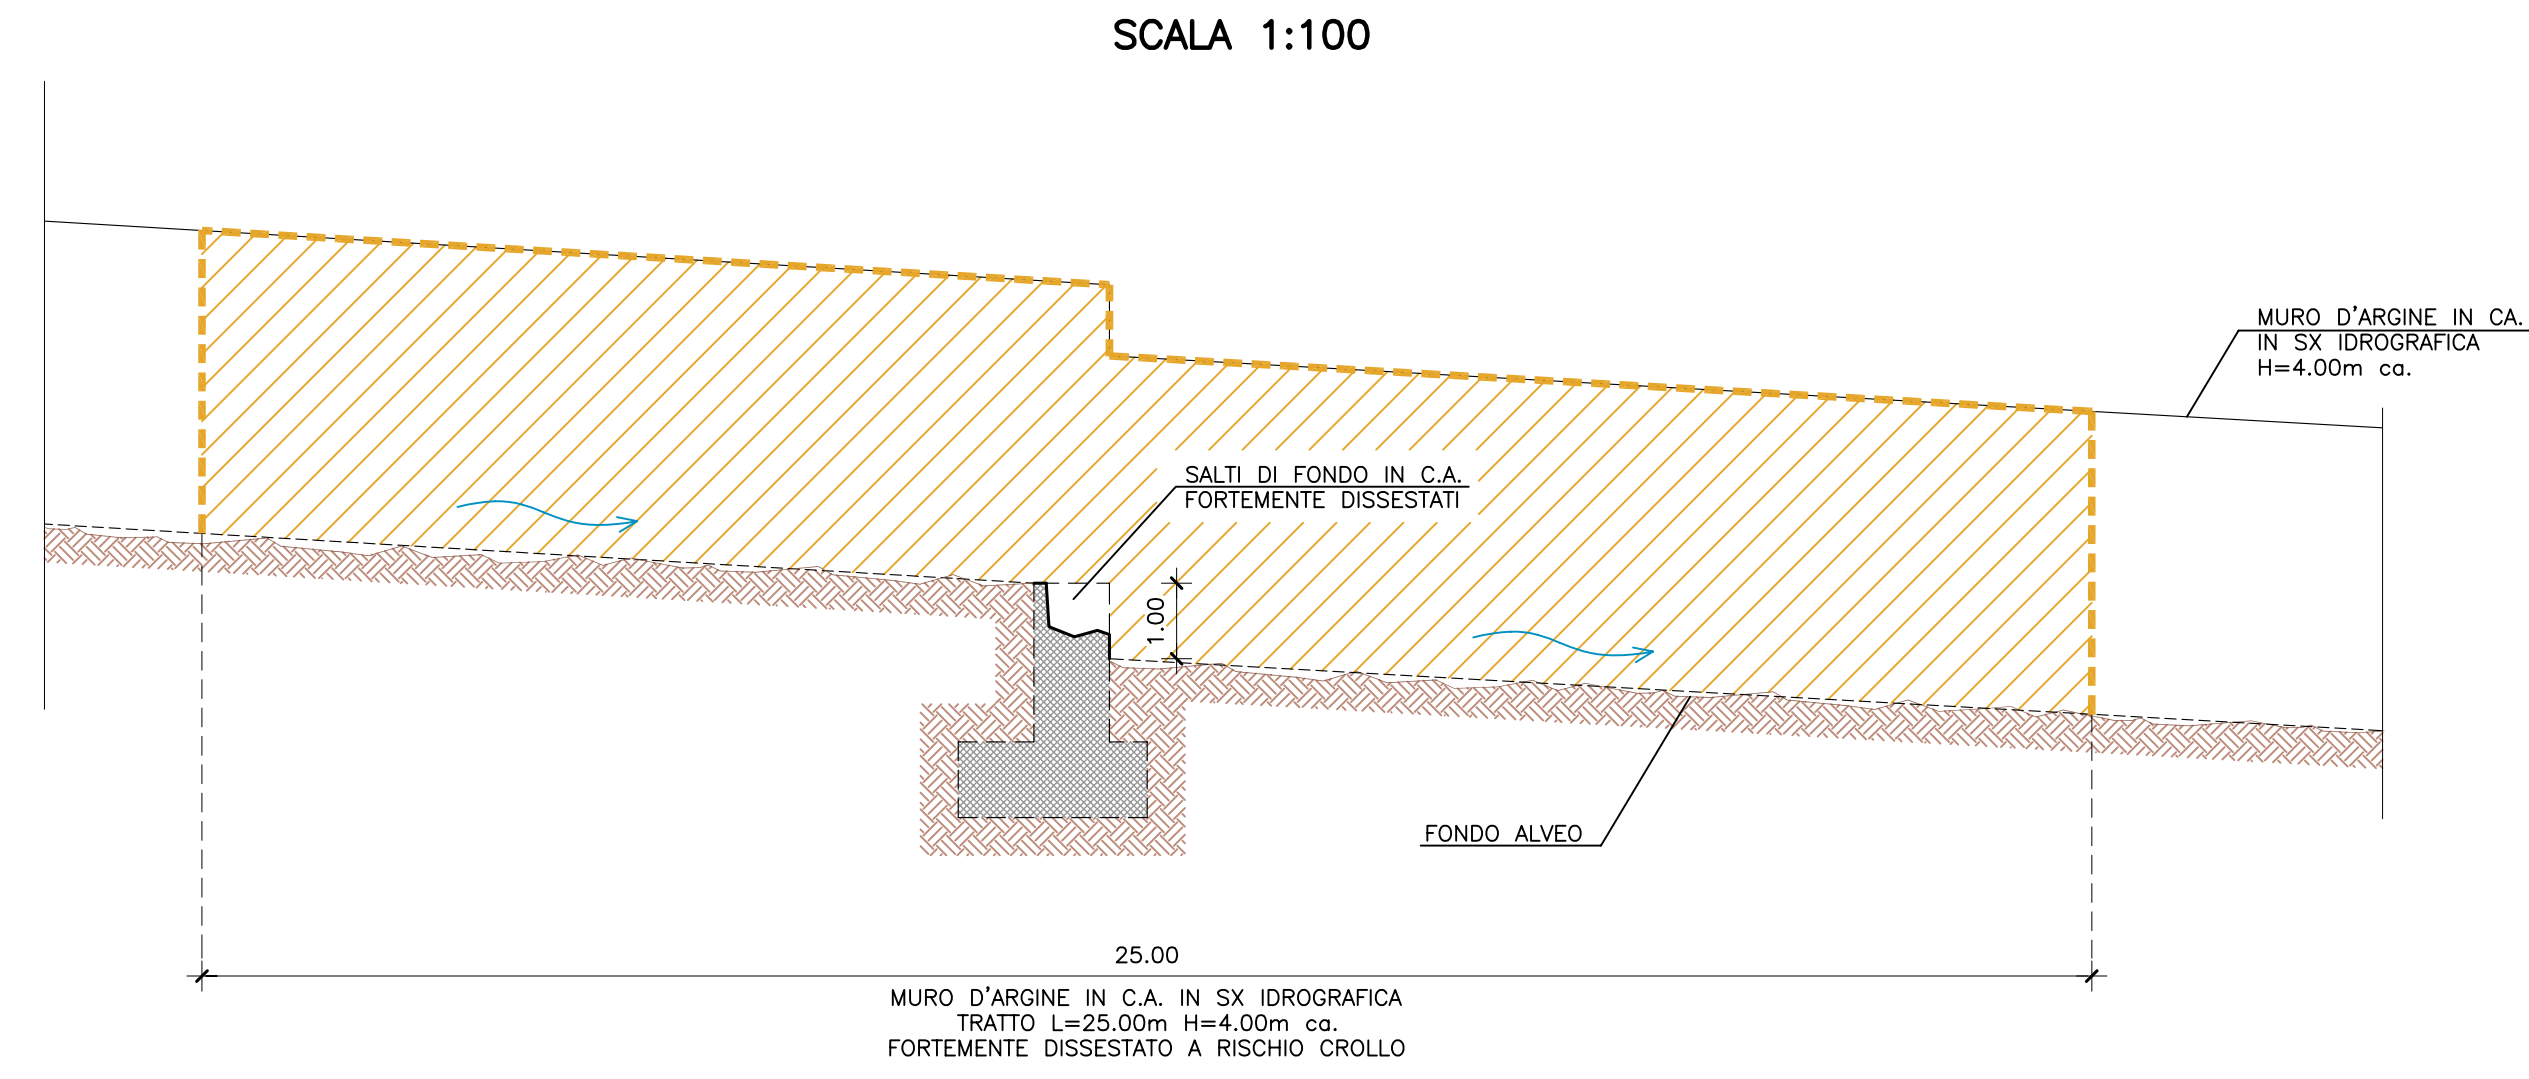 SCALA 1:100
MURO D'ARGINE IN CA.
IN SX IDROGRAFICA
H=4.00m ca.
SALTI DI FONDO IN C.A.
FORTEMENTE DISSESTATI
1.00
FONDO ALVEO
25.00
MURO D'ARGINE IN C.A. IN SX IDROGRAFICA
TRATTO L=25.00m H=4.00m ca.
FORTEMENTE DISSESTATO A RISCHIO CROLLO